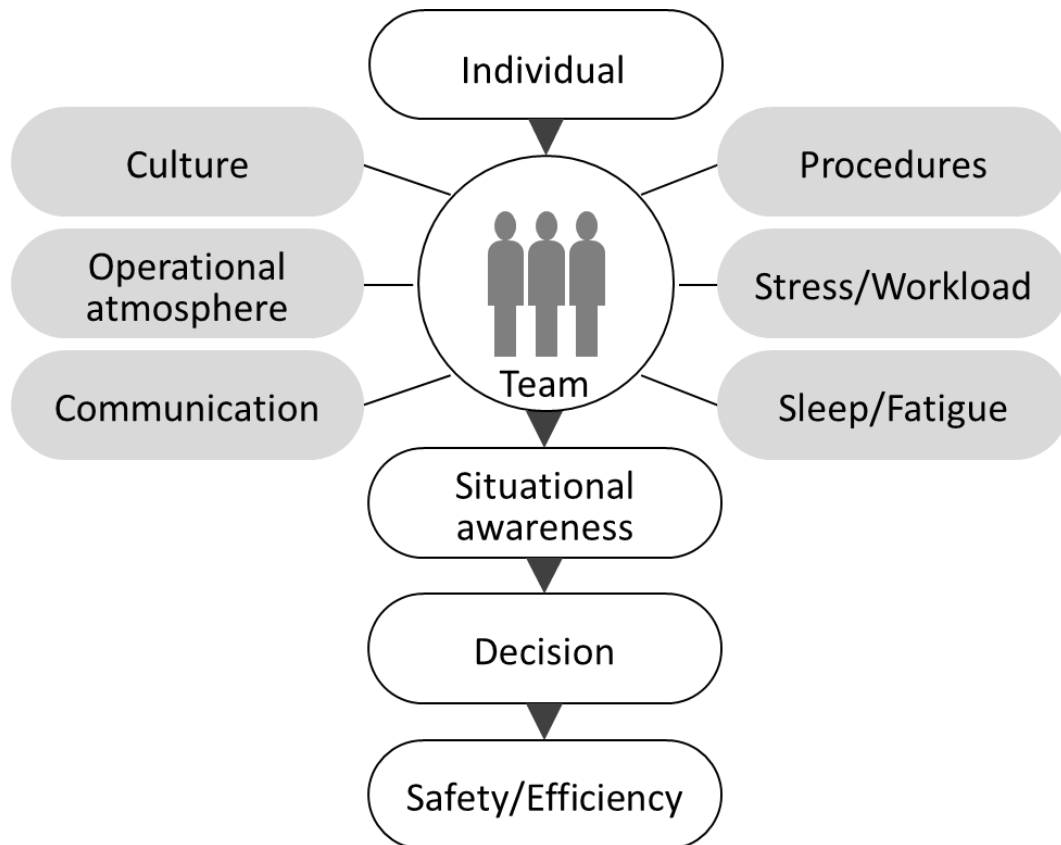 Individual
Culture
Procedures
Operational
atmosphere
Stress/Workload
Communication
Team
Sleep/Fatigue
Situational
awareness
Decision
Safety/Efficiency